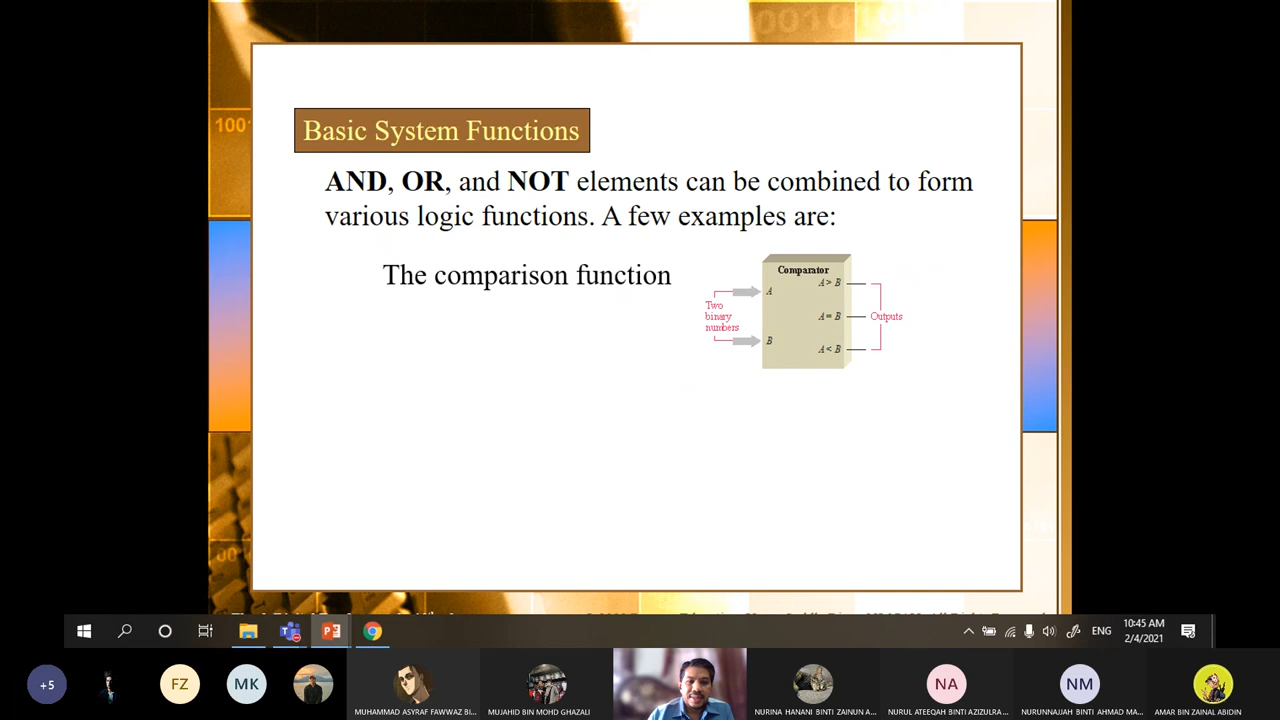 1001
Basic System Functions
AND, OR, and NOT elements can be combined to form
various logic functions. A few examples are:
The comparison function
Comparator
A > B
A
Two
binary
numbers
A = B
Outputs
B
A < B
ENG
10:45 AM
2/4/2021
+5
FZ
MK
MUHAMMAD ASYRAF FAWWAZ BI...
MUJAHID BIN MOHD GHAZALI
NURINA HANANI BINTI ZAINUN A...
NA
NURUL ATEEQAH BINTI AZIZULRA...
NM
NURUNNAJJAH BINTI AHMAD MA...
AMAR BIN ZAINAL ABIDIN